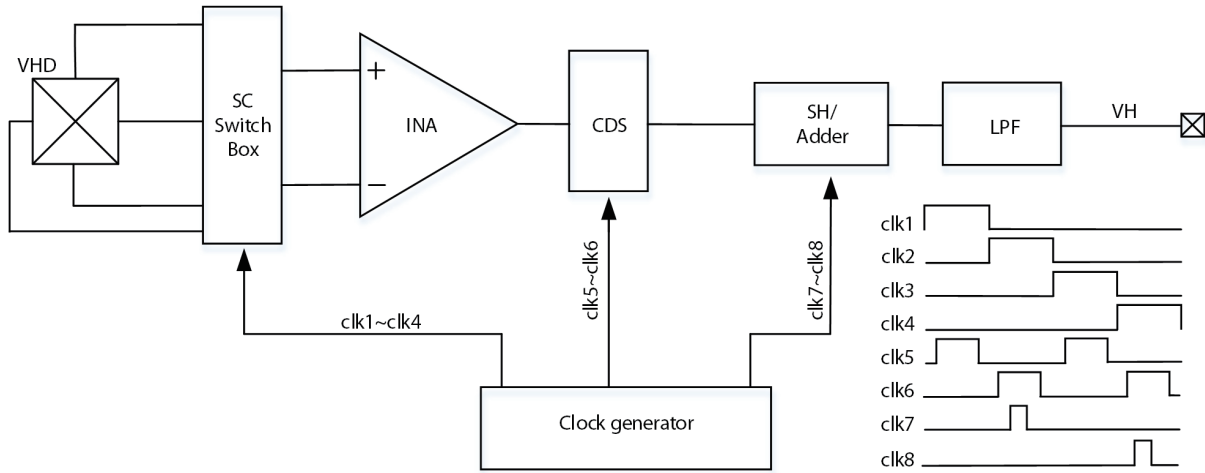 VHD
SC
Switch
Box
+
−
INA
CDS
SH/
Adder
LPF
VH
clk1~clk4
clk5~clk6
clk7~clk8
Clock generator
clk1
clk2
clk3
clk4
clk5
clk6
clk7
clk8